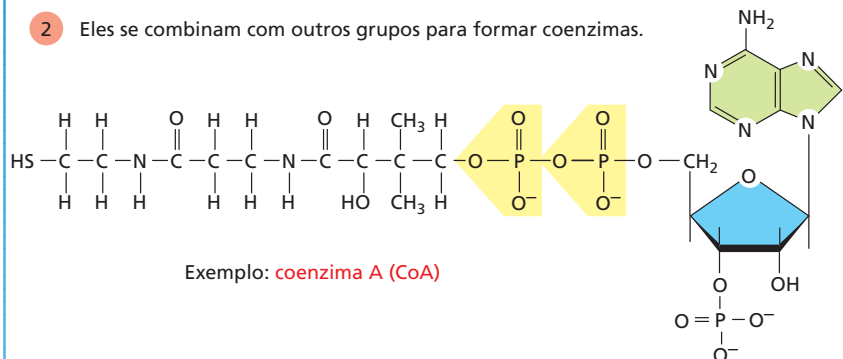 2 Eles se combinam com outros grupos para formar coenzimas.
NH₂
N N
N N
H H O H H O H CH₃ H O O
HS – C – C – N – C – C – C – N – C – C – C – C – O – P – O – P – O – CH₂
O
H H H H H H HO CH₃ H O⁻ O⁻
Exemplo: coenzima A (CoA)
O OH
O = P – O⁻
O⁻